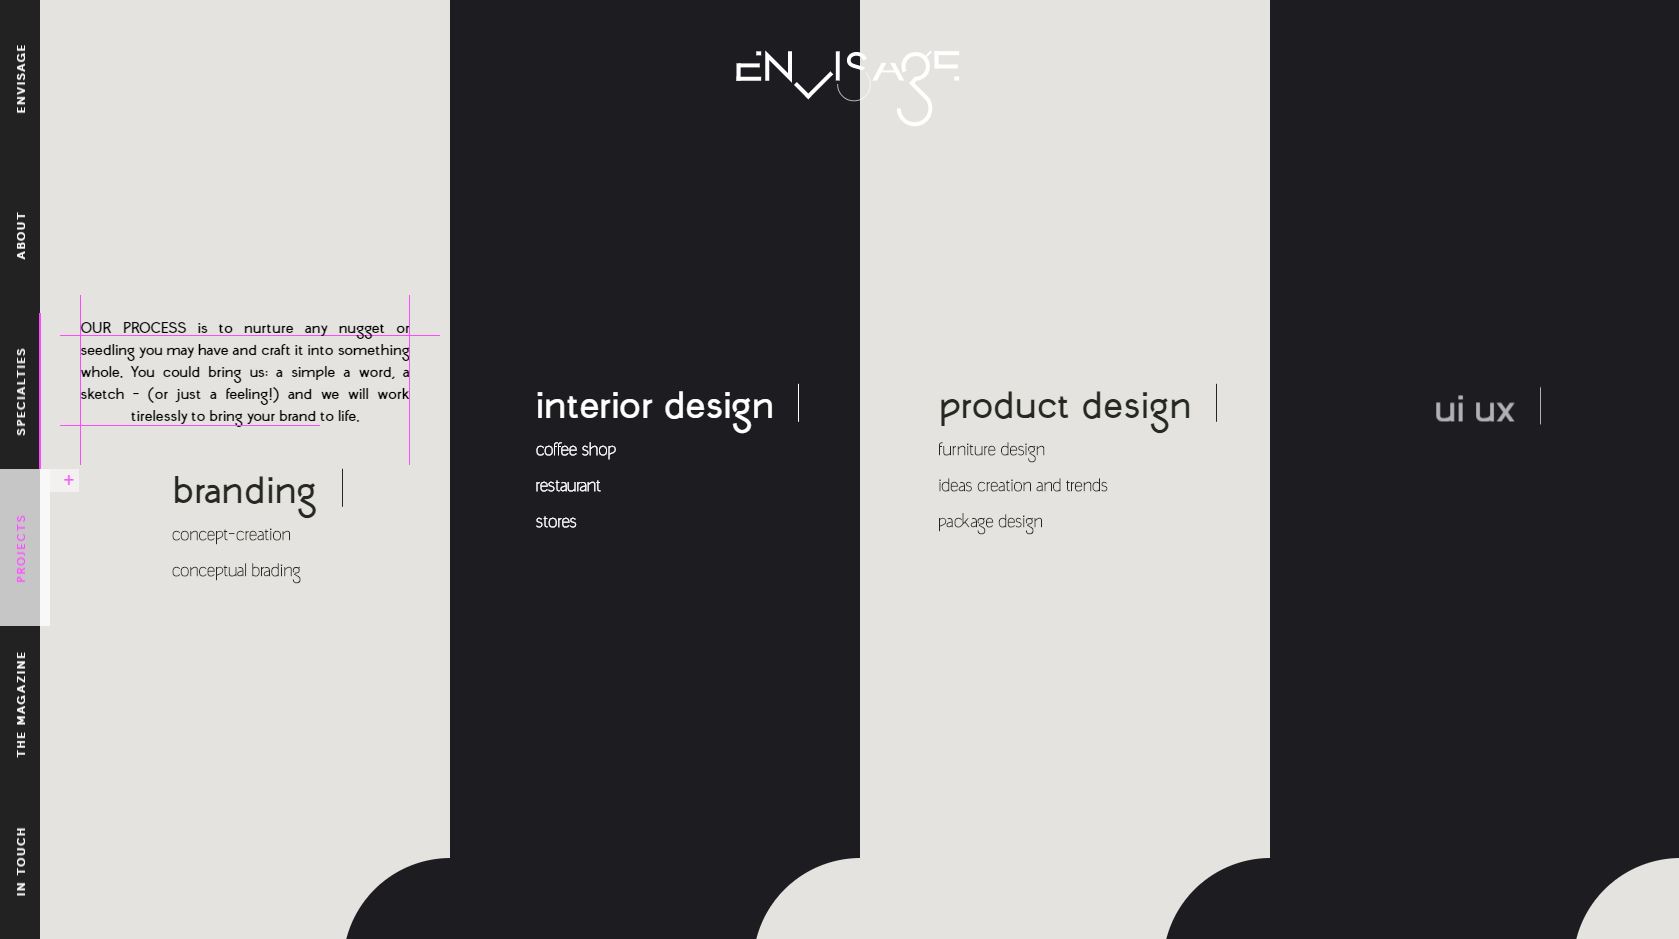 ENVISAGE
ENVISAGE
ABOUT
SPECIALTIES
PROJECTS
THE MAGAZINE
IN TOUCH
+
OUR PROCESS is to nurture any nugget or
seedling you may have and craft it into something
whole. You could bring us: a simple a word, a
sketch - (or just a feeling!) and we will work
tirelessly to bring your brand to life.
branding
concept-creation
conceptual brading
interior design
coffee shop
restaurant
stores
product design
furniture design
ideas creation and trends
package design
ui ux